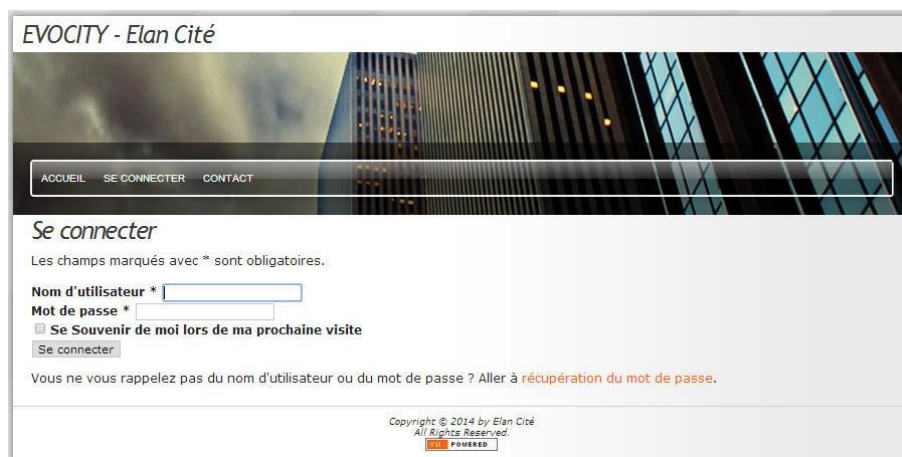 EVOCITY - Elan Cité
ACCUEIL SE CONNECTER CONTACT
Se connecter
Les champs marqués avec * sont obligatoires.
Nom d'utilisateur *
Mot de passe *
Se Souvenir de moi lors de ma prochaine visite
Se connecter
Vous ne vous rappelez pas du nom d'utilisateur ou du mot de passe ? Aller à récupération du mot de passe.
Copyright © 2014 by Elan Cité
All Rights Reserved.
YII POWERED